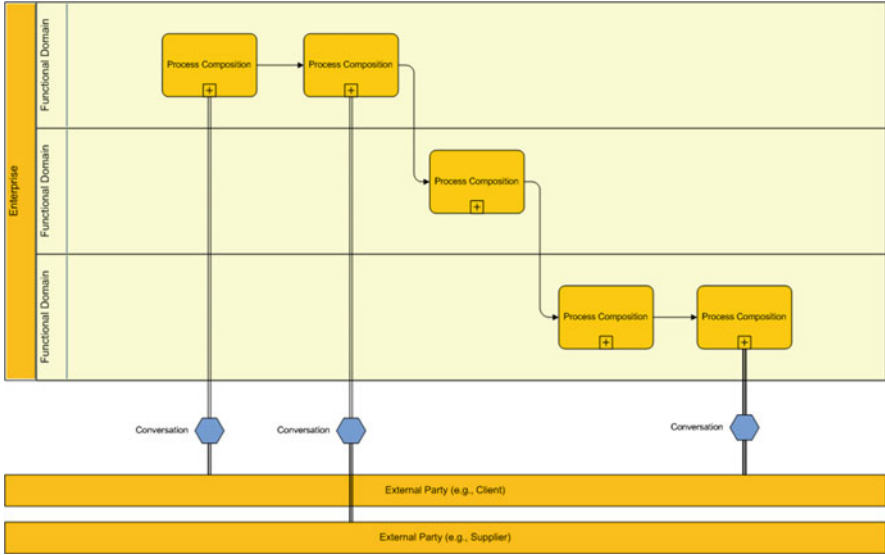 Enterprise
Functional Domain
Process Composition
Process Composition
Functional Domain
Process Composition
Functional Domain
Process Composition
Process Composition
Conversation
Conversation
Conversation
External Party (e.g., Client)
External Party (e.g., Supplier)